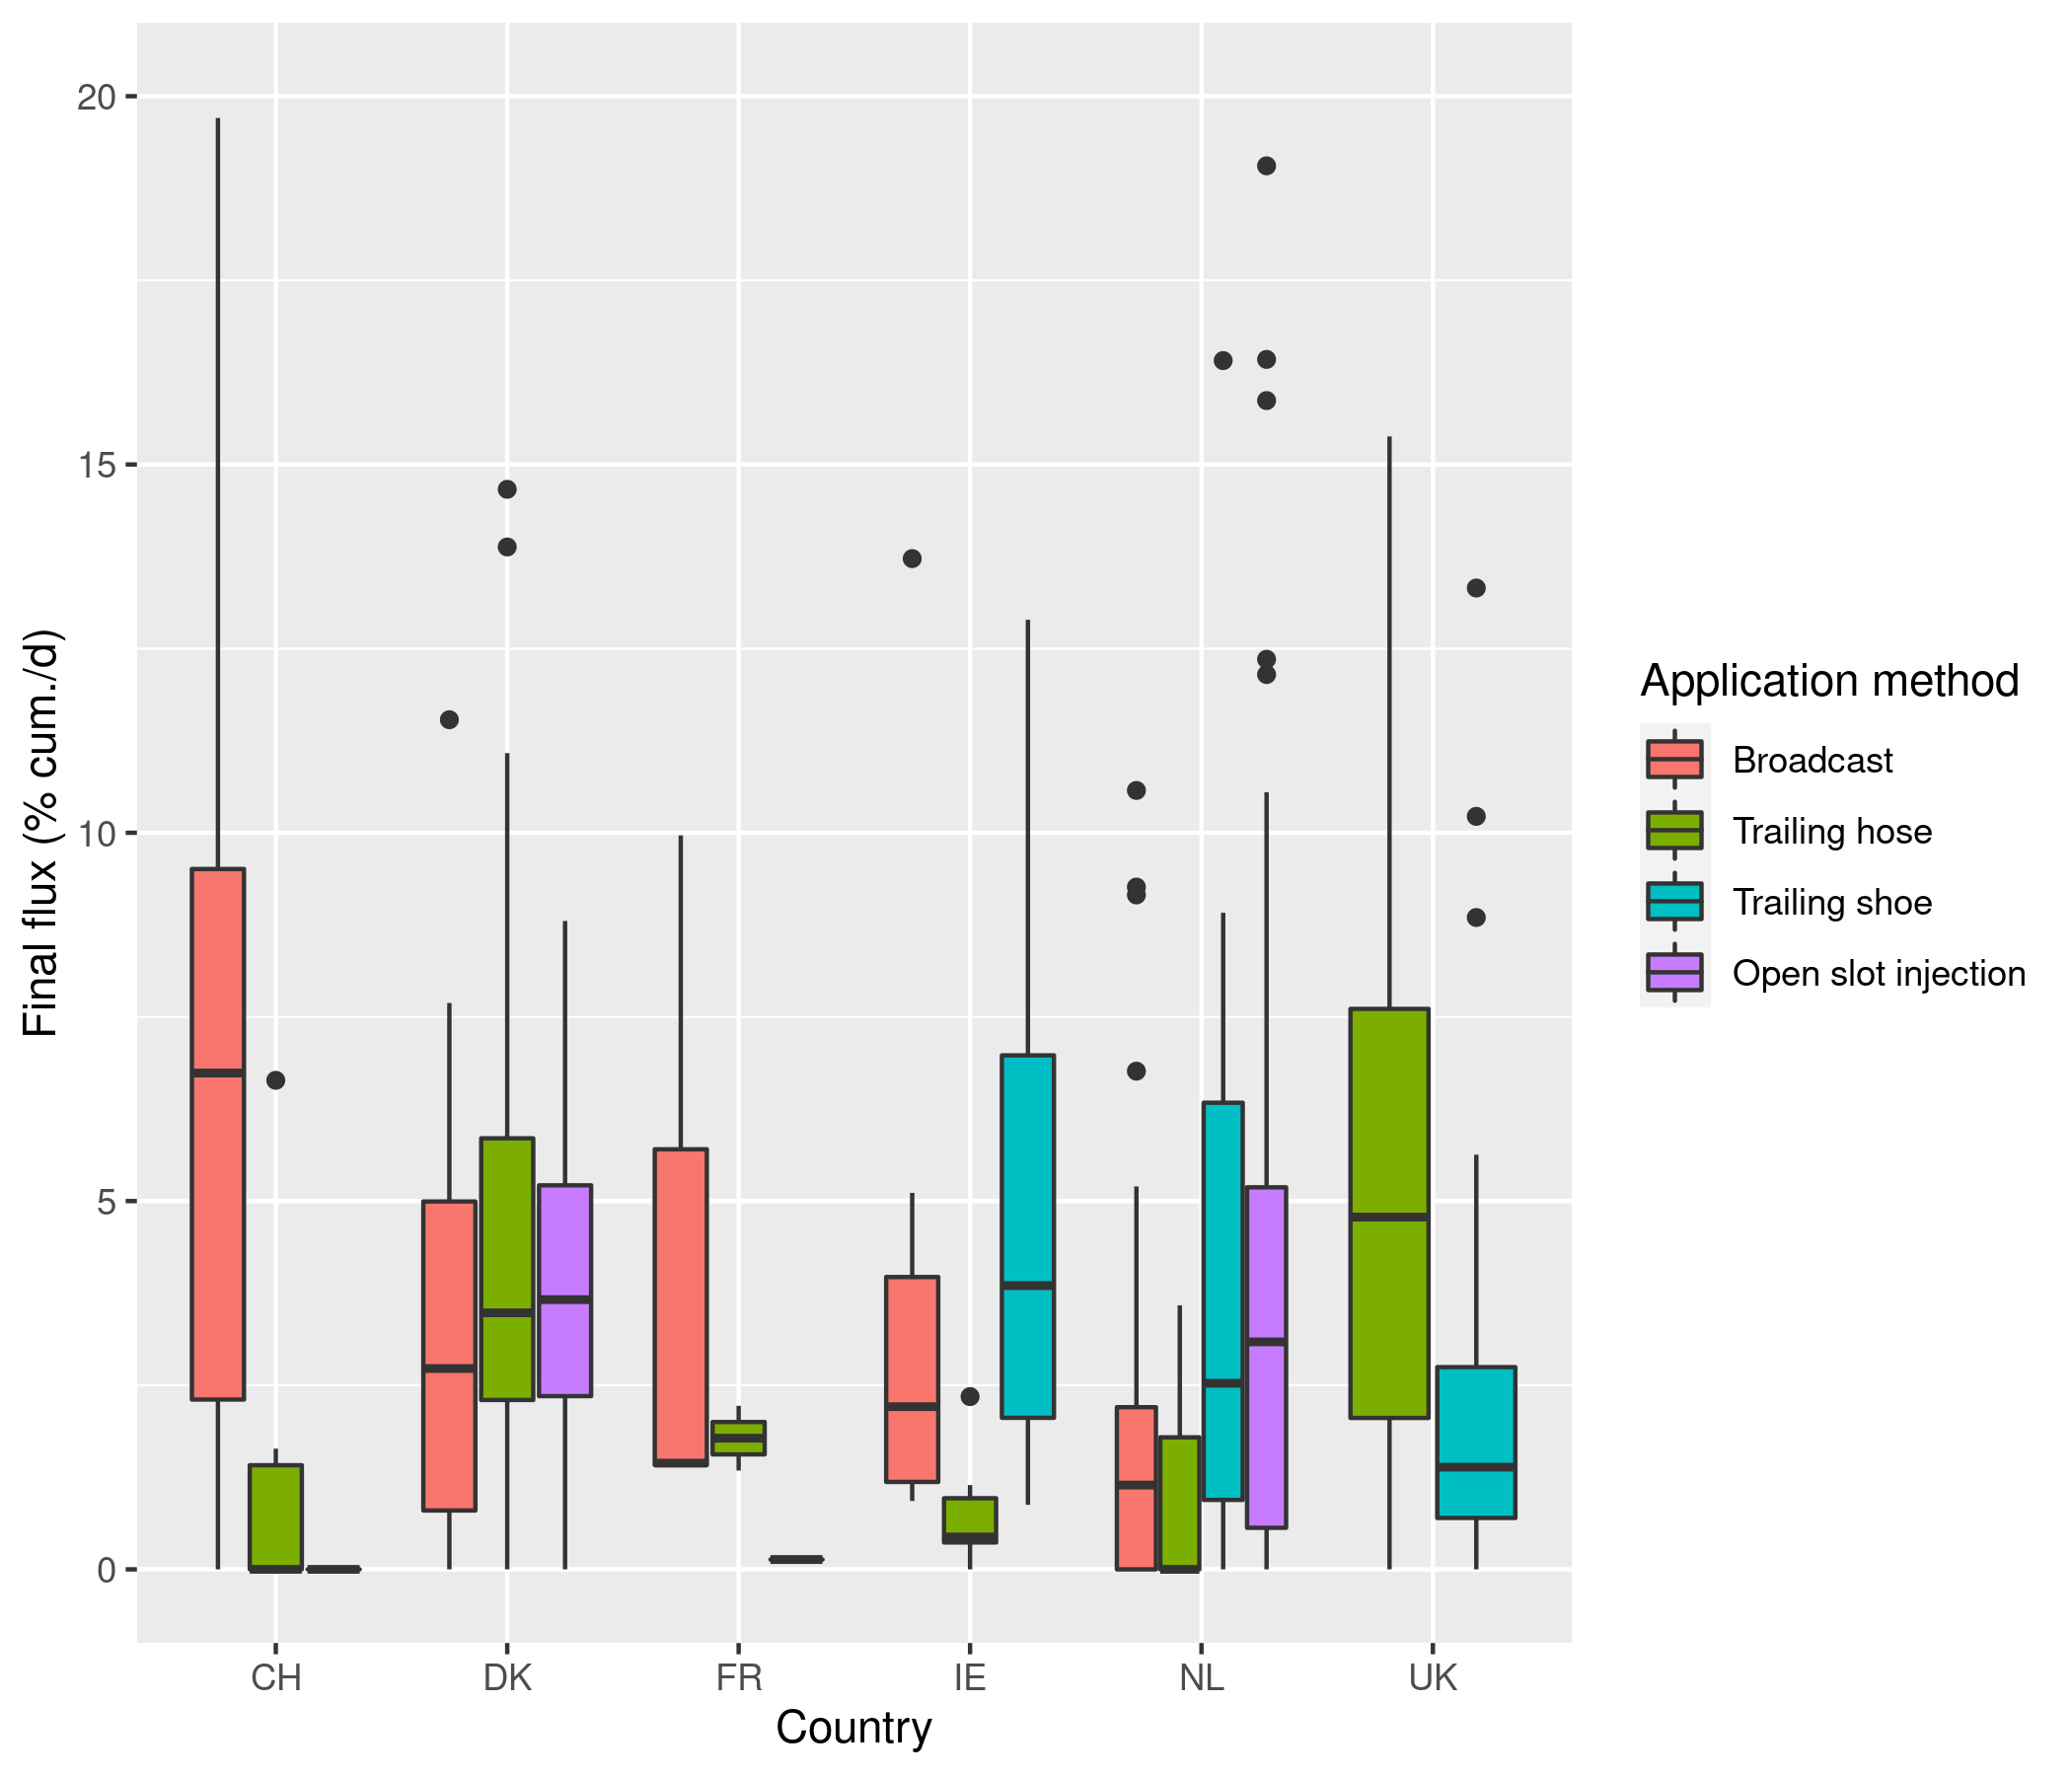 20
15
10
5
0
Final flux (% cum./d)
CH DK FR IE NL UK
Country
Application method
Broadcast
Trailing hose
Trailing shoe
Open slot injection